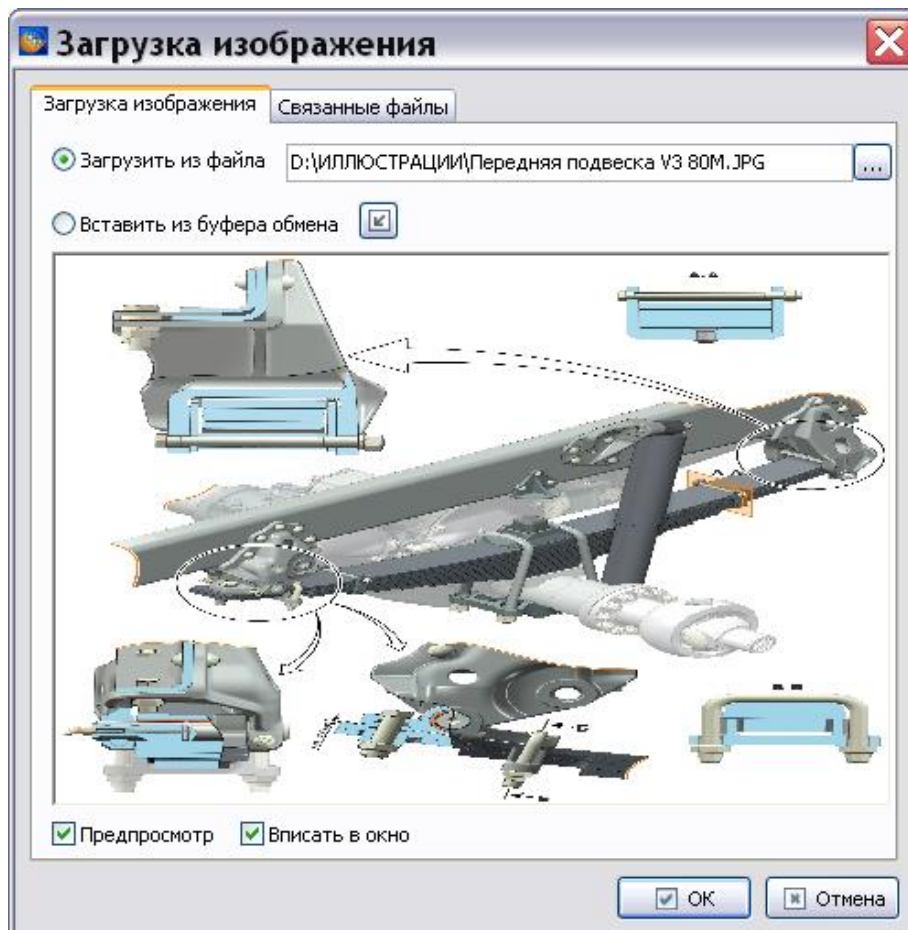 Загрузка изображения
Загрузка изображения Связанные файлы
Загрузить из файла D:\ИЛЛЮСТРАЦИИ\Передняя подвеска V3 80M.JPG ...
Вставить из буфера обмена
Предпросмотр Вписать в окно
OK Отмена